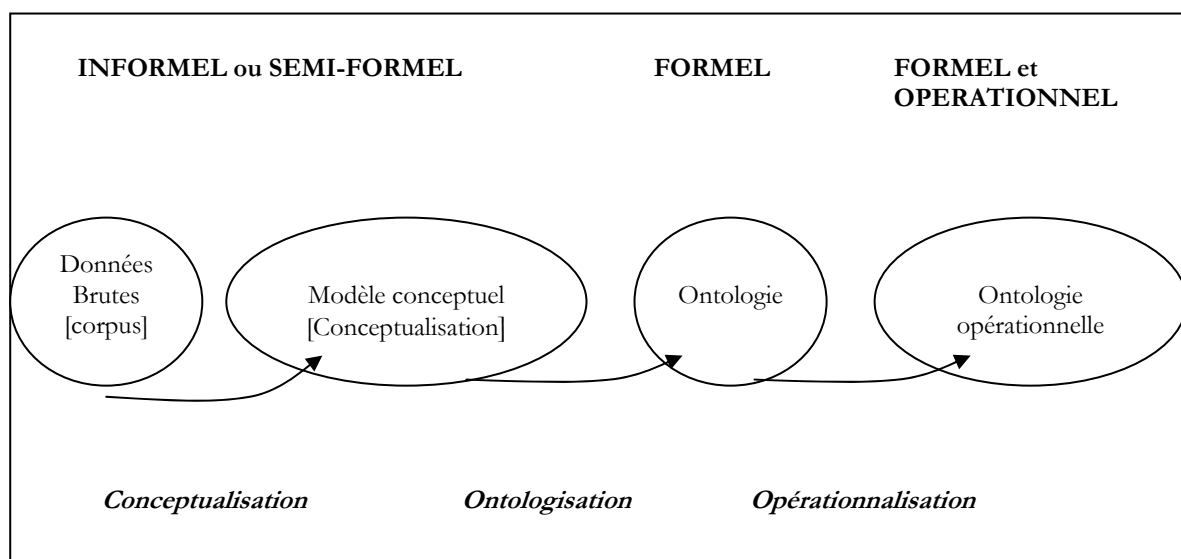 INFORMEL ou SEMI-FORMEL
FORMEL
FORMEL et
OPERATIONNEL
Données
Brutes
[corpus]
Modèle conceptuel
[Conceptualisation]
Ontologie
Ontologie
opérationnelle
Conceptualisation
Ontologisation
Opérationnalisation